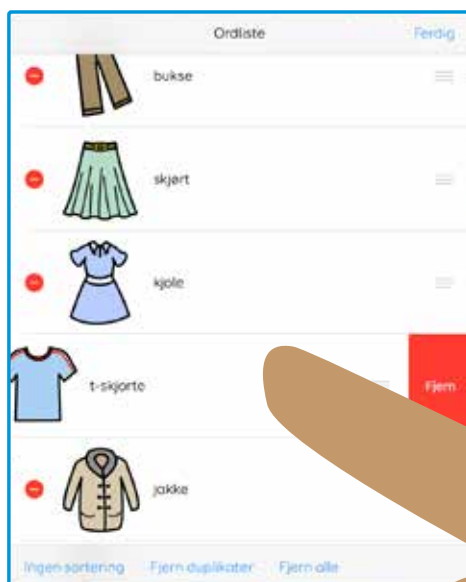 Ordliste Ferdig
bukse
skjørt
kjole
t-skjorte Fjern
jakke
Ingen sortering Fjern duplikater Fjern alle